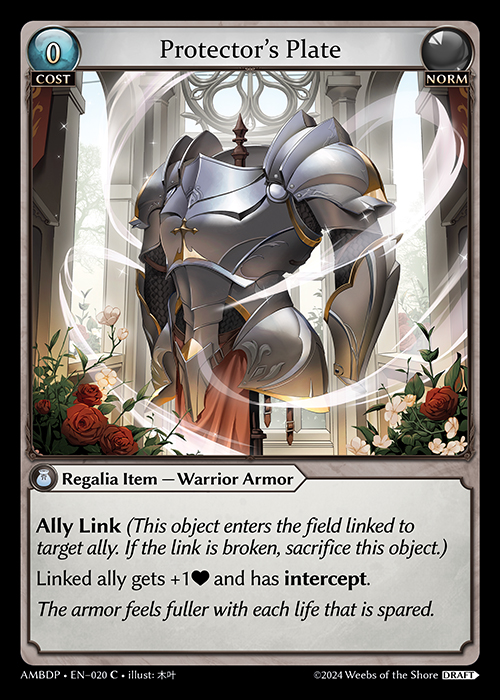 0
Protector's Plate
COST
NORM
Regalia Item — Warrior Armor
Ally Link (This object enters the field linked to
target ally. If the link is broken, sacrifice this object.)
Linked ally gets +1♥ and has intercept.
The armor feels fuller with each life that is spared.
AMBDP • EN–020 C • illust: 木叶
©2024 Weebs of the Shore DRAFT